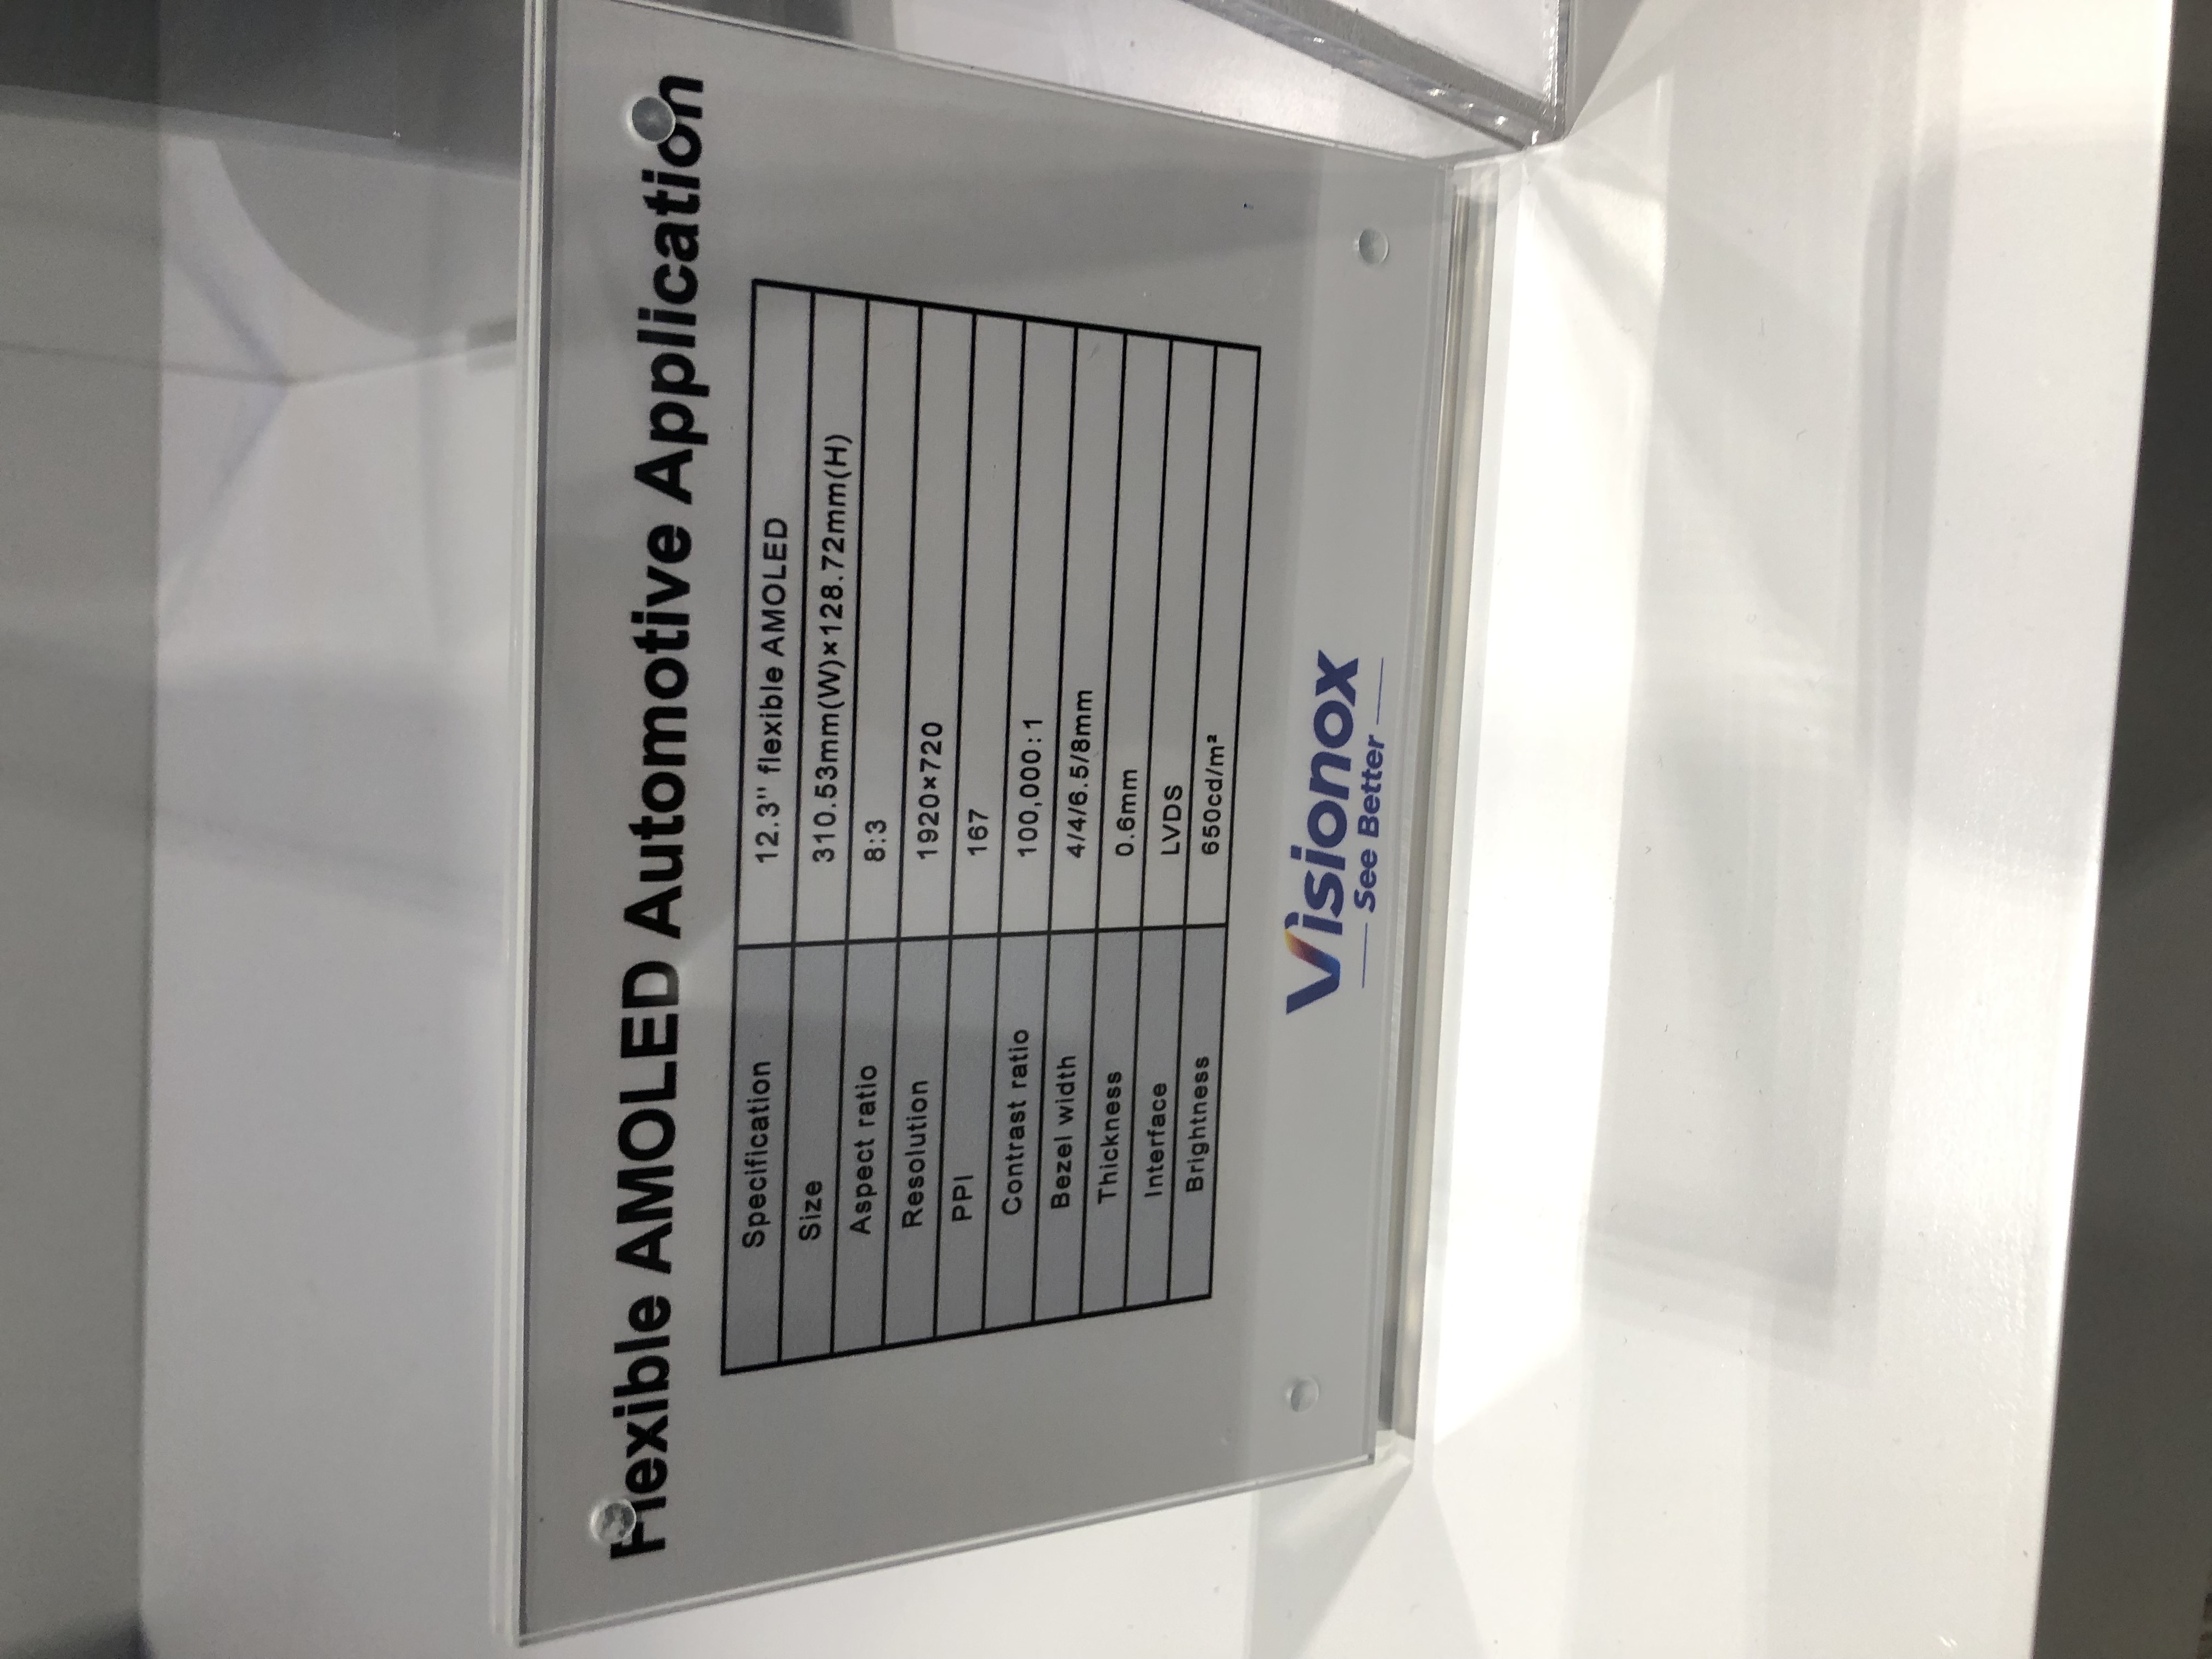 Flexible AMOLED Automotive Application
Specification 12.3" flexible AMOLED
Size 310.53mm(W)×128.72mm(H)
Aspect ratio 8:3
Resolution 1920×720
PPI 167
Contrast ratio 100,000:1
Bezel width 4/4/6.5/8mm
Thickness 0.6mm
Interface LVDS
Brightness 650cd/m²
Visionox
See Better